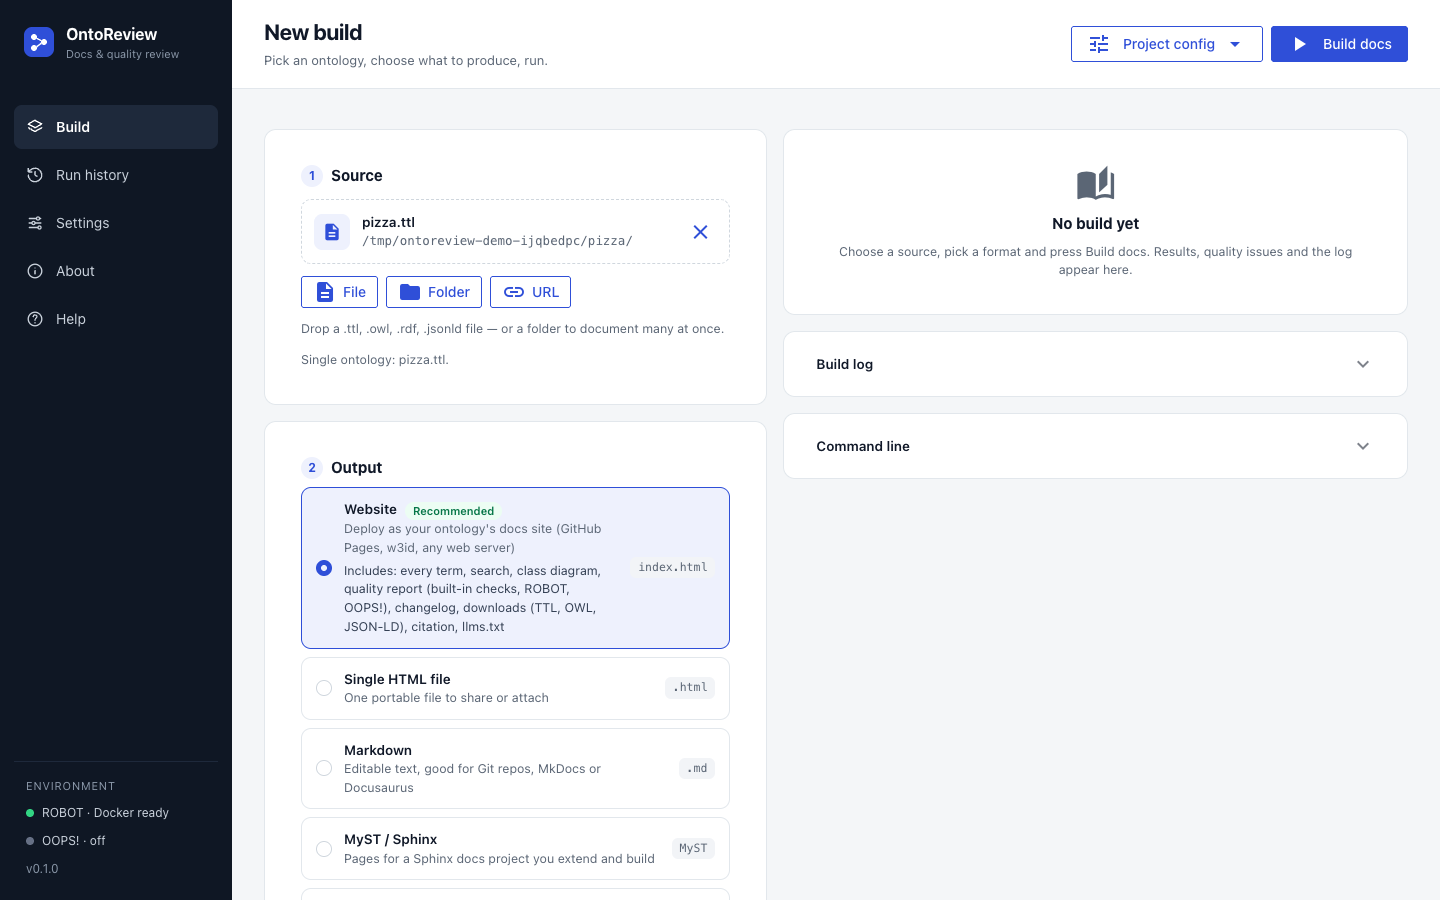 OntoReview
Docs & quality review
Build
Run history
Settings
About
Help
ENVIRONMENT
ROBOT · Docker ready
OOPS! · off
v0.1.0
New build
Pick an ontology, choose what to produce, run.
Project config
Build docs
1 Source
pizza.ttl
/tmp/ontoreview-demo-ijqbedpc/pizza/
File
Folder
URL
Drop a .ttl, .owl, .rdf, .jsonld file — or a folder to document many at once.
Single ontology: pizza.ttl.
2 Output
Website Recommended
Deploy as your ontology's docs site (GitHub
Pages, w3id, any web server)
Includes: every term, search, class diagram,
quality report (built-in checks, ROBOT,
OOPS!), changelog, downloads (TTL, OWL,
JSON-LD), citation, llms.txt
index.html
Single HTML file
One portable file to share or attach
.html
Markdown
Editable text, good for Git repos, MkDocs or
Docusaurus
.md
MyST / Sphinx
Pages for a Sphinx docs project you extend and build
MyST
No build yet
Choose a source, pick a format and press Build docs. Results, quality issues and the log
appear here.
Build log
Command line